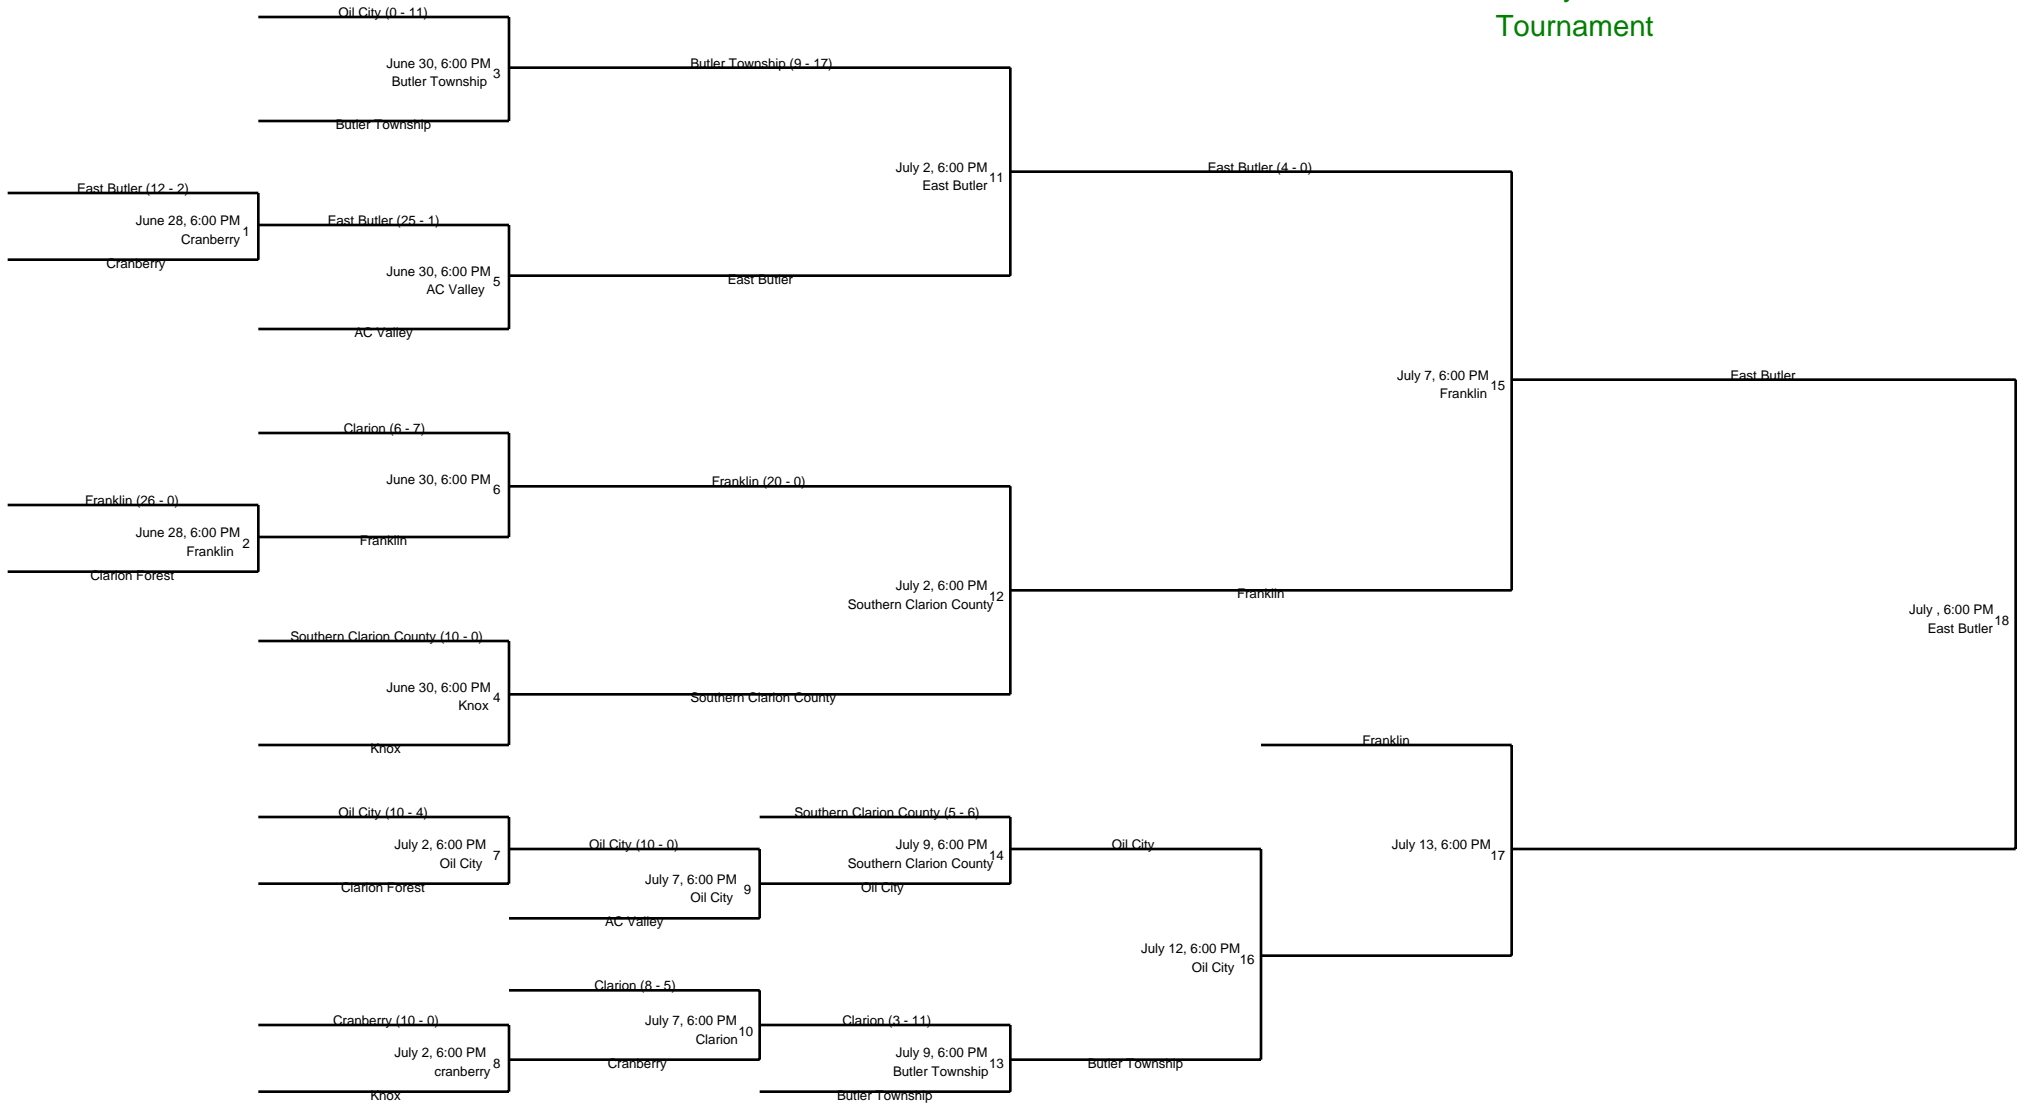 Tournament
Oil City (0 - 11)
June 30, 6:00 PM
Butler Township
3
Butler Township
Butler Township (9 - 17)
East Butler (12 - 2)
June 28, 6:00 PM
Cranberry
1
Cranberry
East Butler (25 - 1)
June 30, 6:00 PM
AC Valley
5
AC Valley
East Butler
July 2, 6:00 PM
East Butler
11
East Butler (4 - 0)
Clarion (6 - 7)
June 30, 6:00 PM
6
Franklin (26 - 0)
June 28, 6:00 PM
Franklin
2
Clarion Forest
Franklin
Franklin (20 - 0)
July 2, 6:00 PM
Southern Clarion County
12
Southern Clarion County (10 - 0)
June 30, 6:00 PM
Knox
4
Knox
Southern Clarion County
Franklin
July 7, 6:00 PM
Franklin
15
East Butler
July , 6:00 PM
East Butler
18
Franklin
July 13, 6:00 PM
17
Oil City (10 - 4)
July 2, 6:00 PM
Oil City
7
Clarion Forest
Oil City (10 - 0)
July 7, 6:00 PM
Oil City
9
AC Valley
Southern Clarion County (5 - 6)
July 9, 6:00 PM
Southern Clarion County
14
Oil City
Oil City
July 12, 6:00 PM
Oil City
16
Clarion (8 - 5)
July 7, 6:00 PM
Clarion
10
Cranberry (10 - 0)
July 2, 6:00 PM
cranberry
8
Knox
Cranberry
Clarion (3 - 11)
July 9, 6:00 PM
Butler Township
13
Butler Township
Butler Township